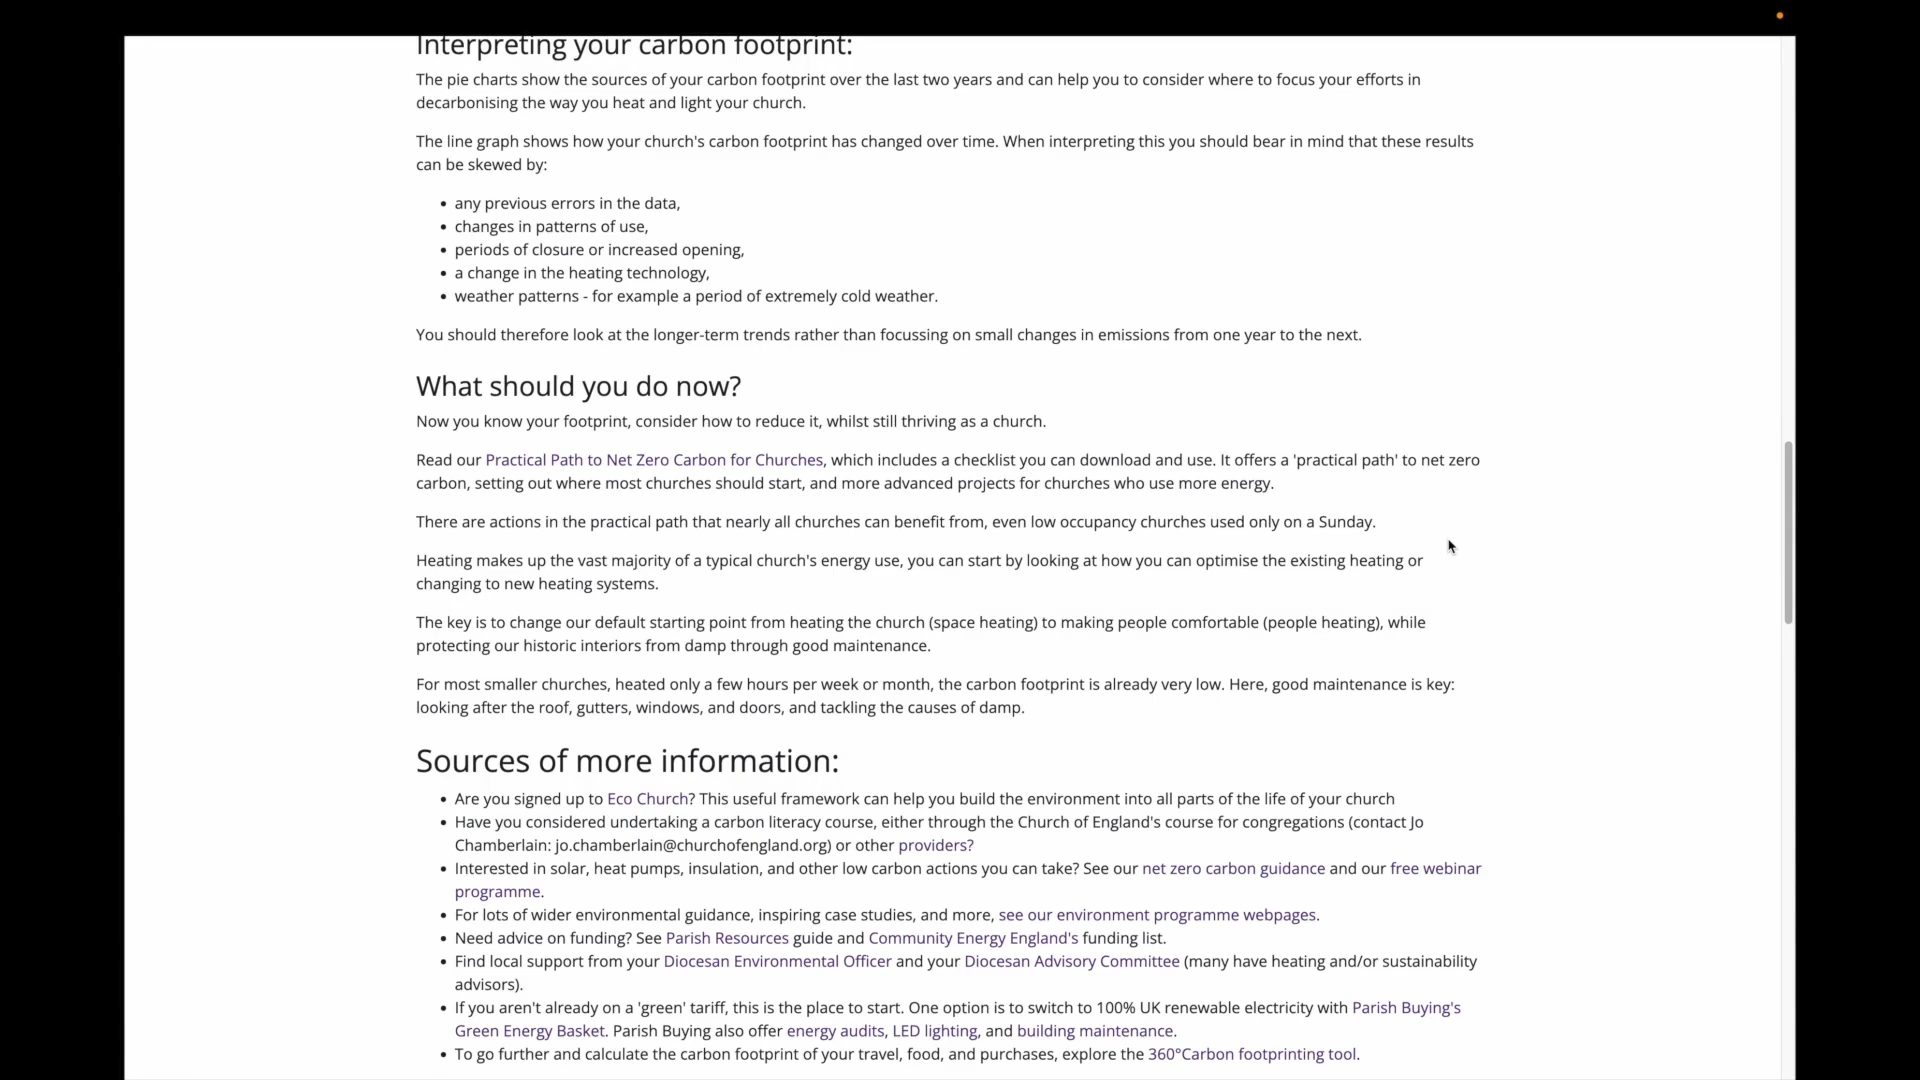 Interpreting your carbon footprint:
The pie charts show the sources of your carbon footprint over the last two years and can help you to consider where to focus your efforts in
decarbonising the way you heat and light your church.
The line graph shows how your church's carbon footprint has changed over time. When interpreting this you should bear in mind that these results
can be skewed by:
• any previous errors in the data,
• changes in patterns of use,
• periods of closure or increased opening,
• a change in the heating technology,
• weather patterns - for example a period of extremely cold weather.
You should therefore look at the longer-term trends rather than focussing on small changes in emissions from one year to the next.
What should you do now?
Now you know your footprint, consider how to reduce it, whilst still thriving as a church.
Read our Practical Path to Net Zero Carbon for Churches, which includes a checklist you can download and use. It offers a 'practical path' to net zero
carbon, setting out where most churches should start, and more advanced projects for churches who use more energy.
There are actions in the practical path that nearly all churches can benefit from, even low occupancy churches used only on a Sunday.
Heating makes up the vast majority of a typical church's energy use, you can start by looking at how you can optimise the existing heating or
changing to new heating systems.
The key is to change our default starting point from heating the church (space heating) to making people comfortable (people heating), while
protecting our historic interiors from damp through good maintenance.
For most smaller churches, heated only a few hours per week or month, the carbon footprint is already very low. Here, good maintenance is key:
looking after the roof, gutters, windows, and doors, and tackling the causes of damp.
Sources of more information:
• Are you signed up to Eco Church? This useful framework can help you build the environment into all parts of the life of your church
• Have you considered undertaking a carbon literacy course, either through the Church of England's course for congregations (contact Jo
Chamberlain: jo.chamberlain@churchofengland.org) or other providers?
• Interested in solar, heat pumps, insulation, and other low carbon actions you can take? See our net zero carbon guidance and our free webinar
programme.
• For lots of wider environmental guidance, inspiring case studies, and more, see our environment programme webpages.
• Need advice on funding? See Parish Resources guide and Community Energy England's funding list.
• Find local support from your Diocesan Environmental Officer and your Diocesan Advisory Committee (many have heating and/or sustainability
advisors).
• If you aren't already on a 'green' tariff, this is the place to start. One option is to switch to 100% UK renewable electricity with Parish Buying's
Green Energy Basket. Parish Buying also offer energy audits, LED lighting, and building maintenance.
• To go further and calculate the carbon footprint of your travel, food, and purchases, explore the 360°Carbon footprinting tool.